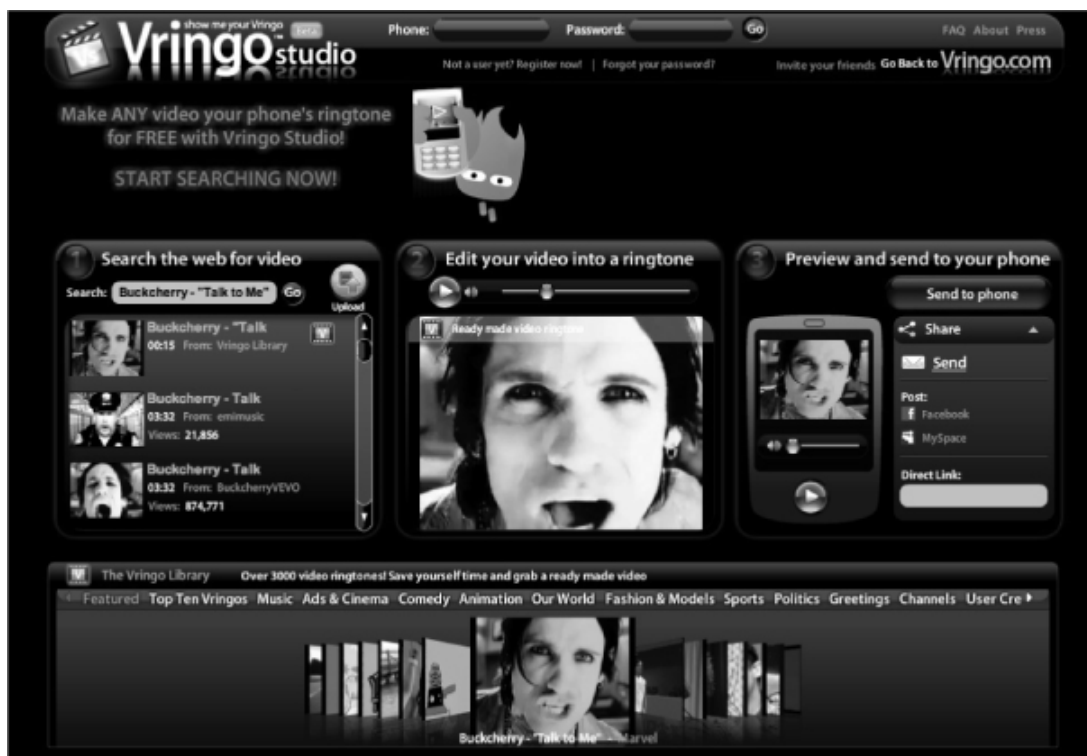 show me your Vringo Beta
Vringo™ studio
Phone: Password: Go
FAQ About Press
Not a user yet? Register now! | Forgot your password?
Invite your friends Go Back to Vringo.com
Make ANY video your phone's ringtone
for FREE with Vringo Studio!
START SEARCHING NOW!
1 Search the web for video
Search: Buckcherry - "Talk to Me" Go
Upload
Buckcherry - "Talk
00:15 From: Vringo Library
Buckcherry - Talk
03:32 From: emimusic
Views: 21,856
Buckcherry - Talk
03:32 From: BuckcherryVEVO
Views: 874,771
2 Edit your video into a ringtone
Ready made video ringtone
3 Preview and send to your phone
Send to phone
Share
Send
Post:
Facebook
MySpace
Direct Link:
The Vringo Library Over 3000 video ringtones! Save yourself time and grab a ready made video
Featured Top Ten Vringos Music Ads & Cinema Comedy Animation Our World Fashion & Models Sports Politics Greetings Channels User Cre
Buckcherry - "Talk to Me" - Marvel